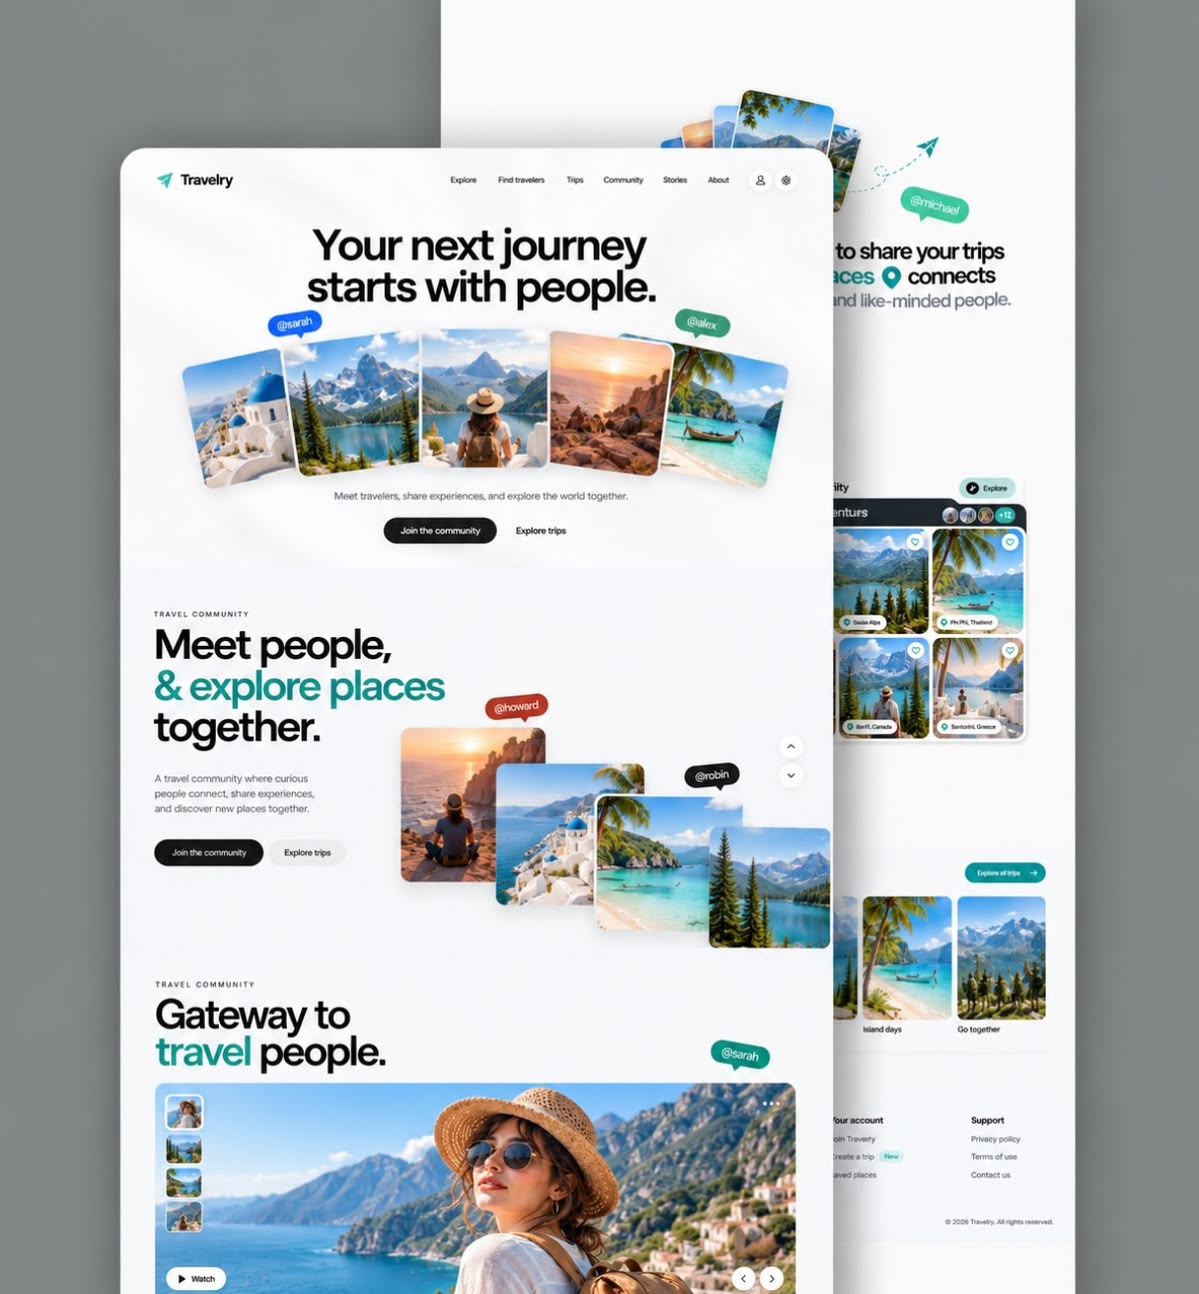 Travelry
Explore
Find travelers
Trips
Community
Stories
About
Your next journey
starts with people.
@sarah
@alex
Meet travelers, share experiences, and explore the world together.
Join the community
Explore trips
TRAVEL COMMUNITY
Meet people,
& explore places
together.
@howard
@robin
A travel community where curious
people connect, share experiences,
and discover new places together.
Join the community
Explore trips
TRAVEL COMMUNITY
Gateway to
travel people.
@sarah
Watch
@michael
to share your trips
aces connects
and like-minded people.
Explore
+12
Phi Phi, Thailand
Banff, Canada
Santorini, Greece
Explore all trips
Island days
Go together
Your account
Join Travelry
Create a trip
New
aved places
Support
Privacy policy
Terms of use
Contact us
© 2026 Travelry. All rights reserved.